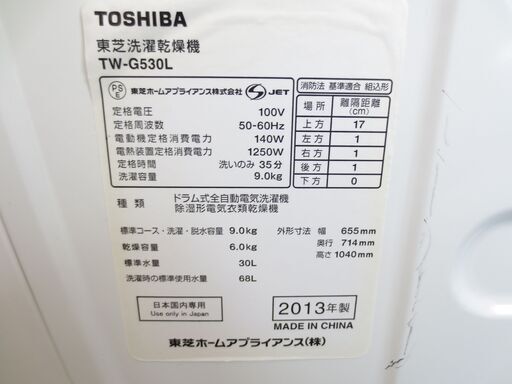 TOSHIBA
東芝洗濯乾燥機
TW-G530L
PSE 東芝ホームアプライアンス株式会社 S JET
定格電圧 100V
定格周波数 50-60Hz
電動機定格消費電力 140W
電熱装置定格消費電力 1250W
定格時間 洗いのみ 35分
洗濯容量 9.0kg
消防法 基準適合 組込形
場所 離隔距離(cm)
上方 17
左方 1
右方 1
後方 1
下方 0
種類 ドラム式全自動電気洗濯機
除湿形電気衣類乾燥機
標準コース・洗濯・脱水容量 9.0kg
乾燥容量 6.0kg
標準水量 30L
洗濯時の標準使用水量 68L
外形寸法 幅 655mm
奥行 714mm
高さ 1040mm
日本国内専用
Use only in Japan
2013年製
MADE IN CHINA
東芝ホームアプライアンス(株)